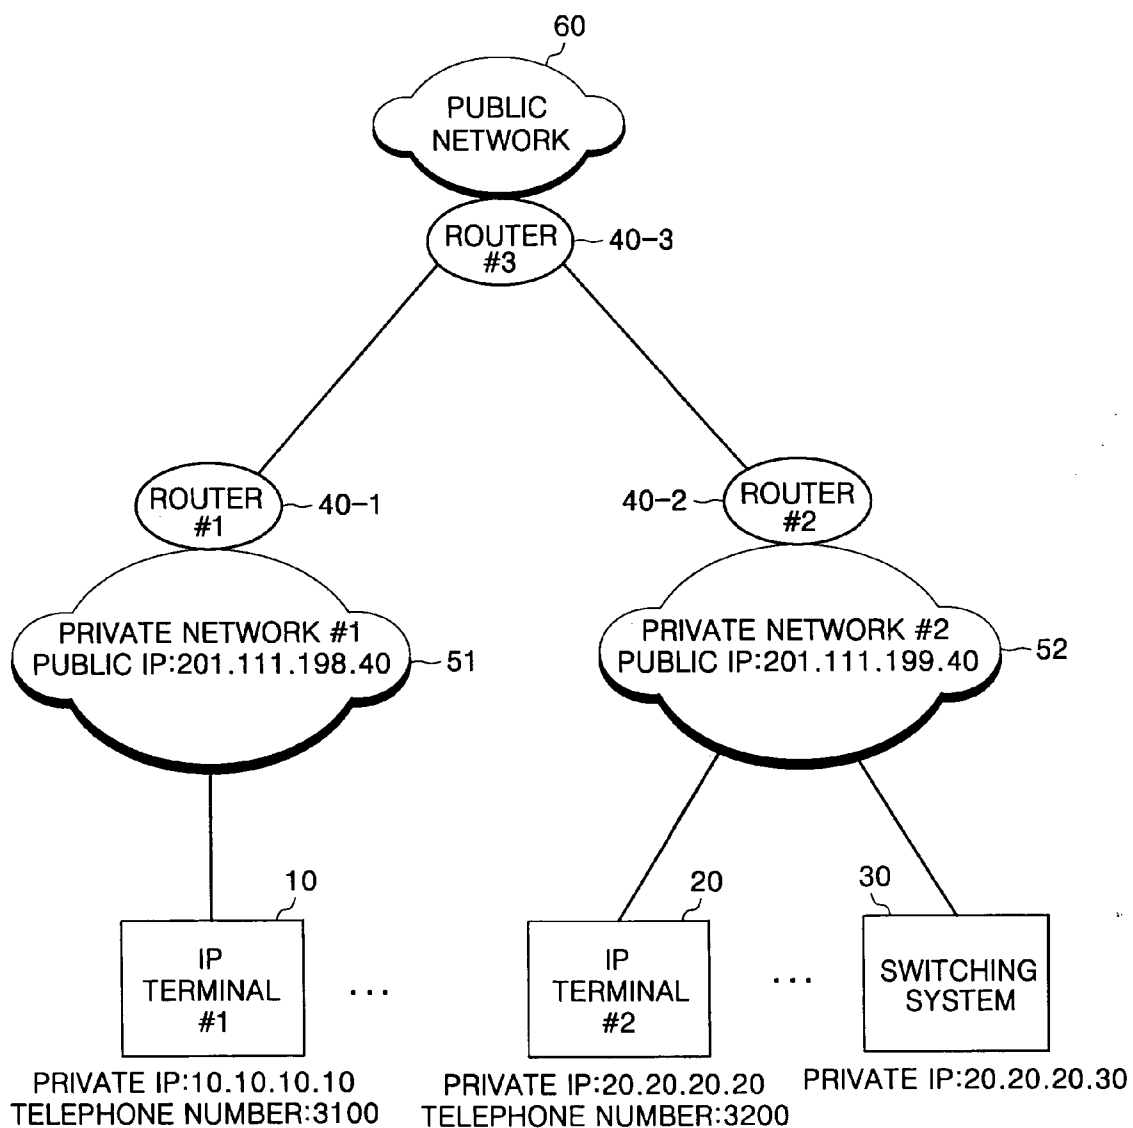 60
PUBLIC
NETWORK
ROUTER
#3
40-3
ROUTER
#1
40-1
40-2
ROUTER
#2
PRIVATE NETWORK #1
PUBLIC IP:201.111.198.40
51
PRIVATE NETWORK #2
PUBLIC IP:201.111.199.40
52
10
IP
TERMINAL
#1
...
20
IP
TERMINAL
#2
...
30
SWITCHING
SYSTEM
PRIVATE IP:10.10.10.10
TELEPHONE NUMBER:3100
PRIVATE IP:20.20.20.20
TELEPHONE NUMBER:3200
PRIVATE IP:20.20.20.30